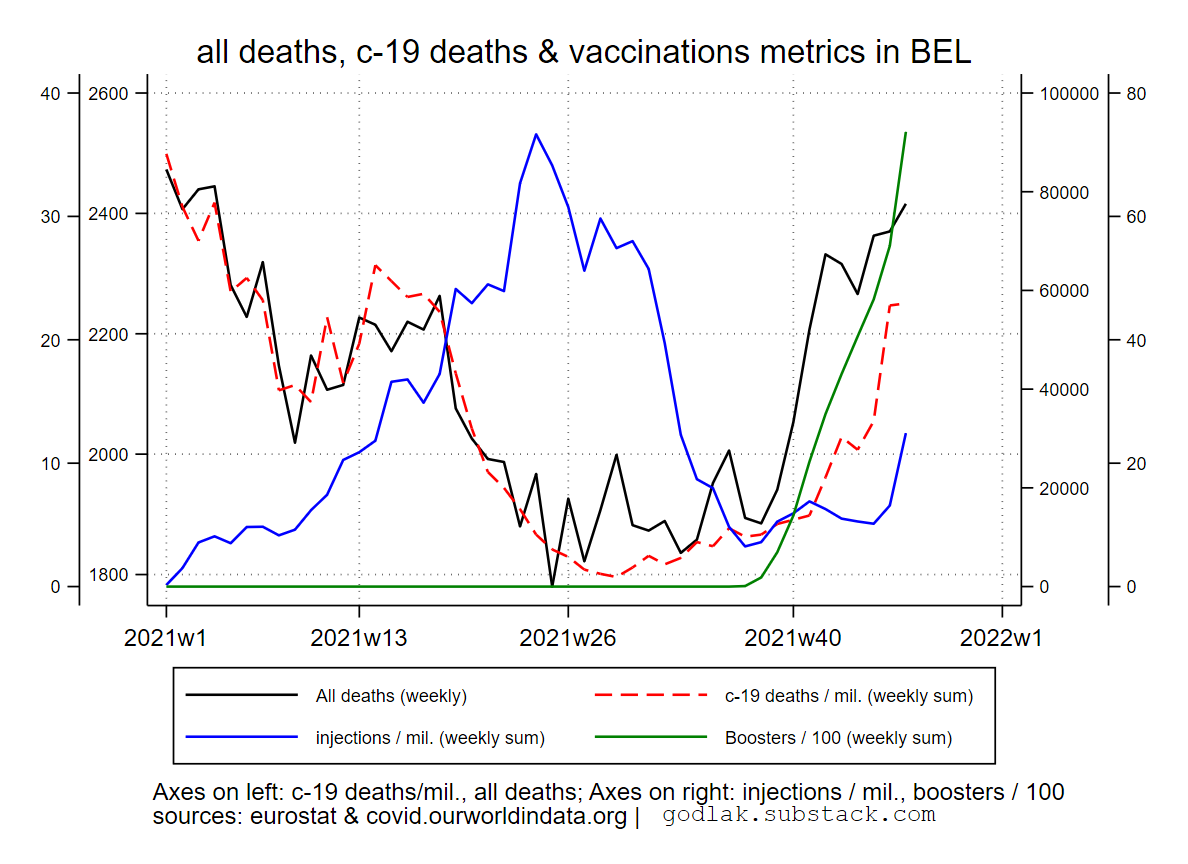 all deaths, c-19 deaths & vaccinations metrics in BEL
40 2600 100000 80
80000
30 2400 60
2200 60000
20 40
40000
10 2000 20
20000
1800
0 0 0
2021w1 2021w13 2021w26 2021w40 2022w1
All deaths (weekly) c-19 deaths / mil. (weekly sum)
injections / mil. (weekly sum) Boosters / 100 (weekly sum)
Axes on left: c-19 deaths/mil., all deaths; Axes on right: injections / mil., boosters / 100
sources: eurostat & covid.ourworldindata.org | godlak.substack.com